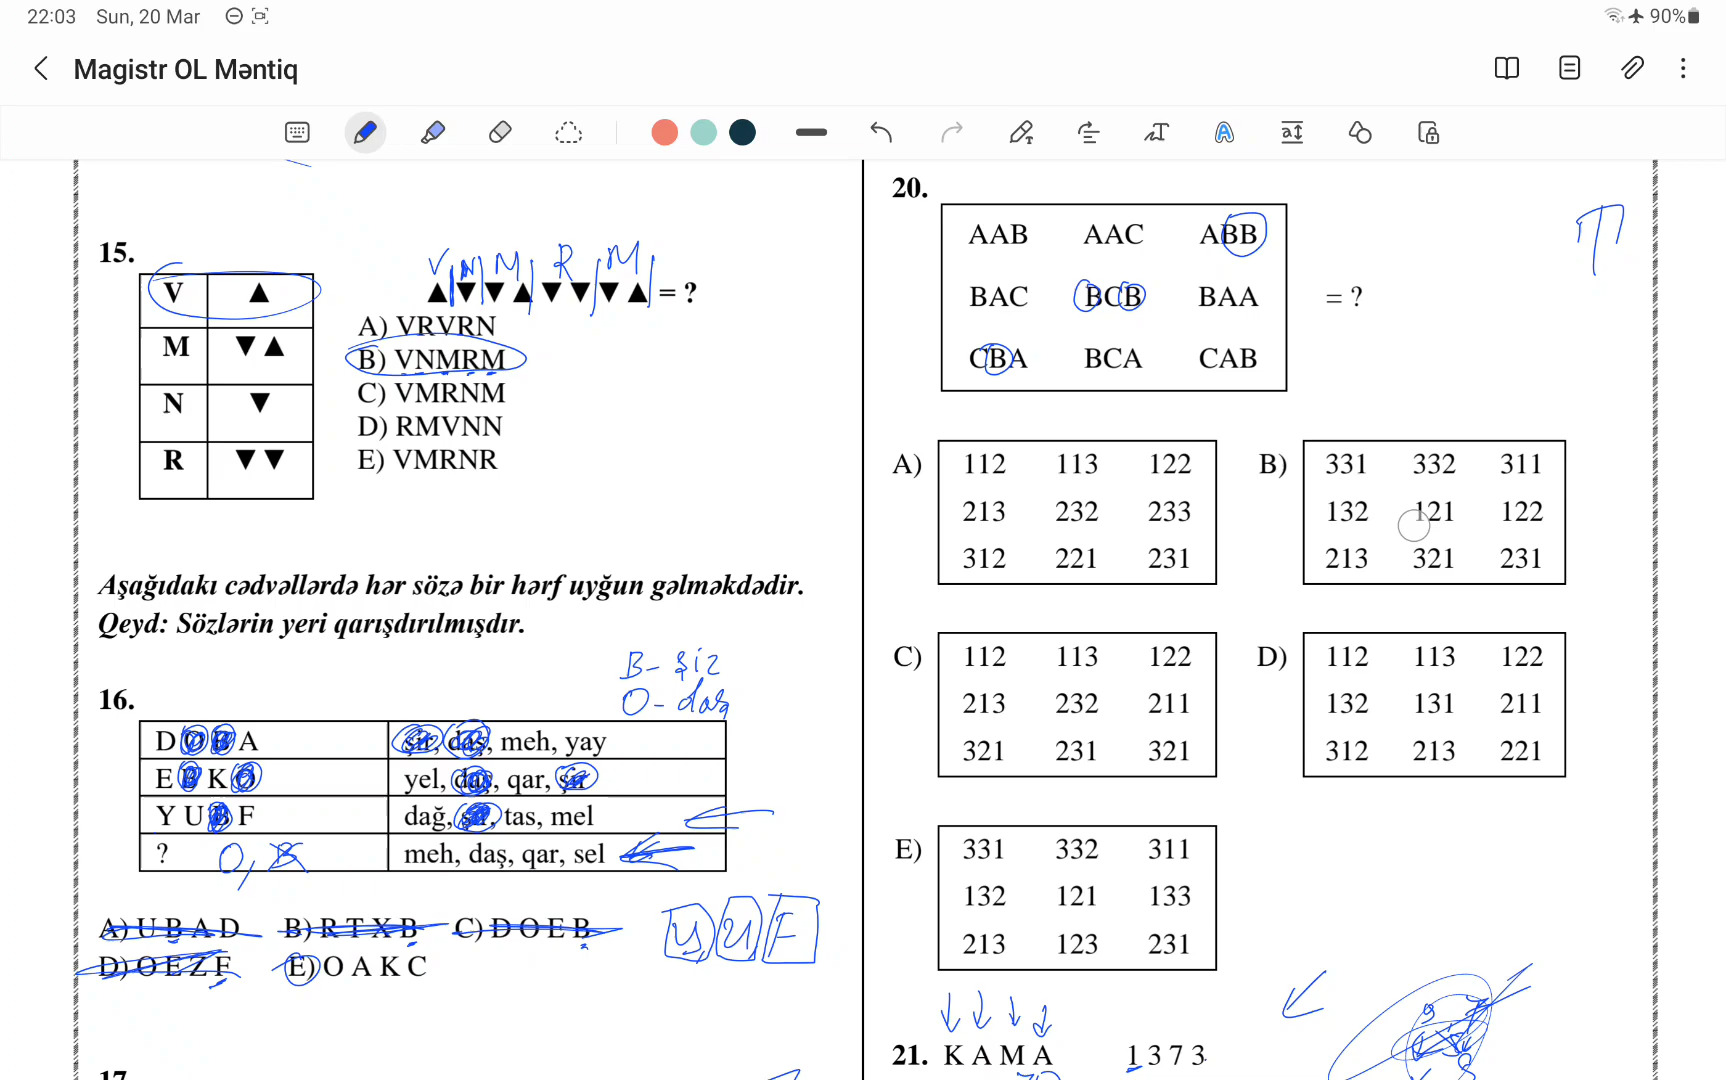 22:03 Sun, 20 Mar
90%
Magistr OL Məntiq
15.
V N M R M
V ▲
M ▼▲
N ▼
R ▼▼
▲▼▼▲▼▼▼▲ = ?
A) VRVRN
B) VNMRM
C) VMRNM
D) RMVNN
E) VMRNR
Aşağıdakı cədvəllərdə hər sözə bir hərf uyğun gəlməkdədir.
Qeyd: Sözlərin yeri qarışdırılmışdır.
B- şir
O- daş
16.
D O B A şir, daş, meh, yay
E B K O yel, daş, qar, şir
Y U B F dağ, şir, tas, mel
? O, B meh, daş, qar, sel
A) U B A D B) R T X B C) D O E B
D) O E Z F E) O A K C
y u F
17.
20.
AAB AAC ABB
BAC BCB BAA = ?
CBA BCA CAB
A)
112 113 122
213 232 233
312 221 231
B)
331 332 311
132 121 122
213 321 231
C)
112 113 122
213 232 211
321 231 321
D)
112 113 122
132 131 211
312 213 221
E)
331 332 311
132 121 133
213 123 231
21. K A M A 1 3 7 3